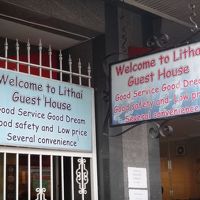 Welcome to Lithai
Guest House
Good Service Good Dream
Good safety and Low price
Several convenience
Welcome to Lithai
Guest House
Good Service Good Dream
Good safety and Low price
Several convenience